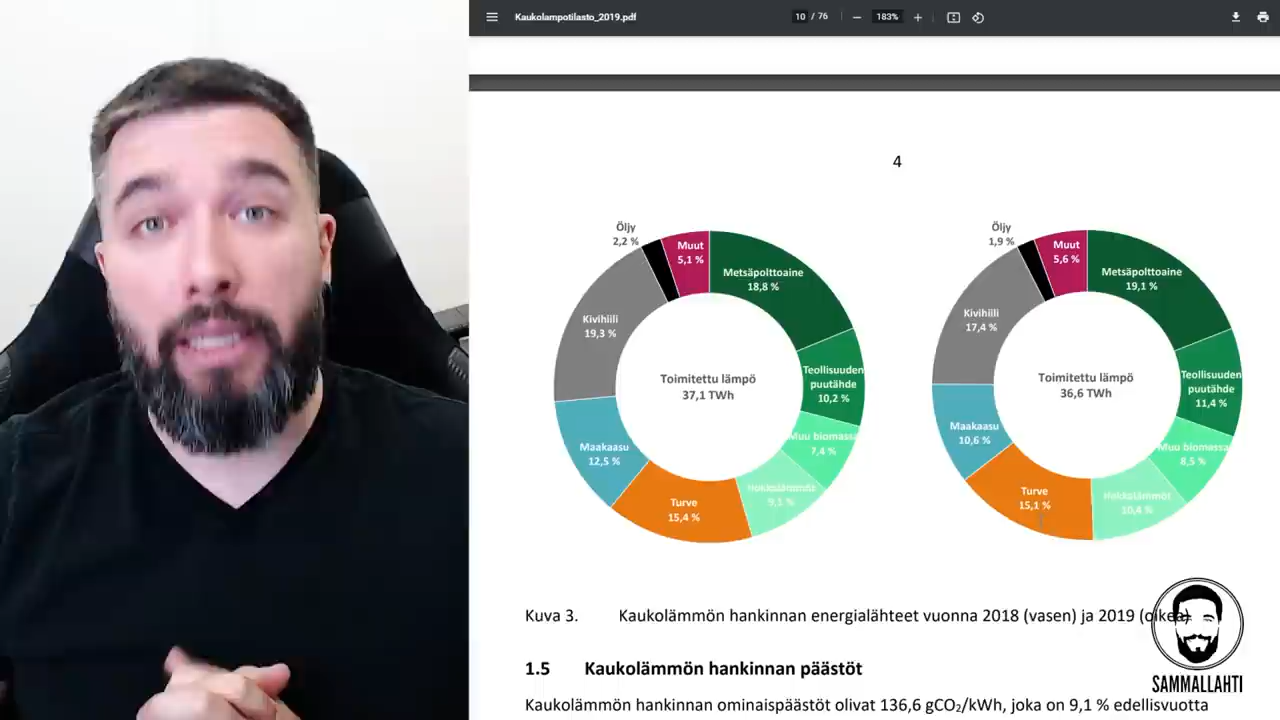 Kaukolampotilasto_2019.pdf
10 / 76
183%
4
Öljy
2,2 %
Muut
5,1 %
Metsäpolttoaine
18,8 %
Kivihiili
19,3 %
Teollisuuden
puutähde
10,2 %
Toimitettu lämpö
37,1 TWh
Muu biomassa
7,4 %
Maakaasu
12,5 %
Hukkalämmöt
9,1 %
Turve
15,4 %
Öljy
1,9 %
Muut
5,6 %
Metsäpolttoaine
19,1 %
Kivihiili
17,4 %
Teollisuuden
puutähde
11,4 %
Toimitettu lämpö
36,6 TWh
Maakaasu
10,6 %
Muu biomassa
8,5 %
Turve
15,1 %
Hukkalämmöt
10,4 %
Kuva 3. Kaukolämmön hankinnan energialähteet vuonna 2018 (vasen) ja 2019 (oikea)
1.5 Kaukolämmön hankinnan päästöt
Kaukolämmön hankinnan ominaispäästöt olivat 136,6 gCO₂/kWh, joka on 9,1 % edellisvuotta
SAMMALLAHTI